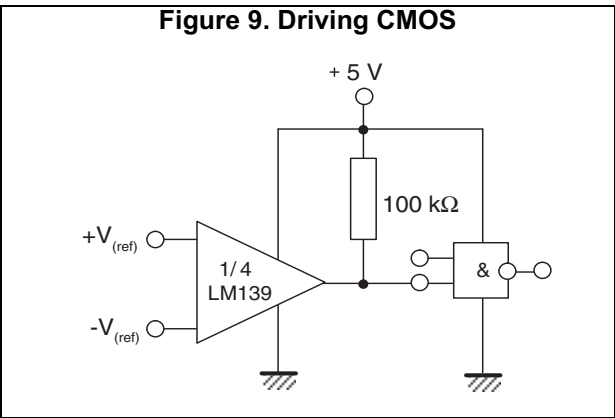 Figure 9. Driving CMOS
+ 5 V
100 kΩ
+V(ref)
1/4
LM139
&
-V(ref)